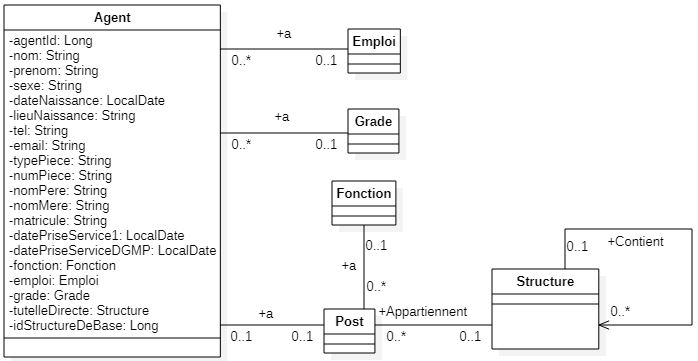 Agent
-agentId: Long
-nom: String
-prenom: String
-sexe: String
-dateNaissance: LocalDate
-lieuNaissance: String
-tel: String
-email: String
-typePiece: String
-numPiece: String
-nomPere: String
-nomMere: String
-matricule: String
-datePriseService1: LocalDate
-datePriseServiceDGMP: LocalDate
-fonction: Fonction
-emploi: Emploi
-grade: Grade
-tutelleDirecte: Structure
-idStructureDeBase: Long
+a
0..*
0..1
Emploi
+a
0..*
0..1
Grade
Fonction
0..1
+a
0..*
+a
0..1
0..1
Post
+Appartiennent
0..*
0..1
Structure
0..1
+Contient
0..*